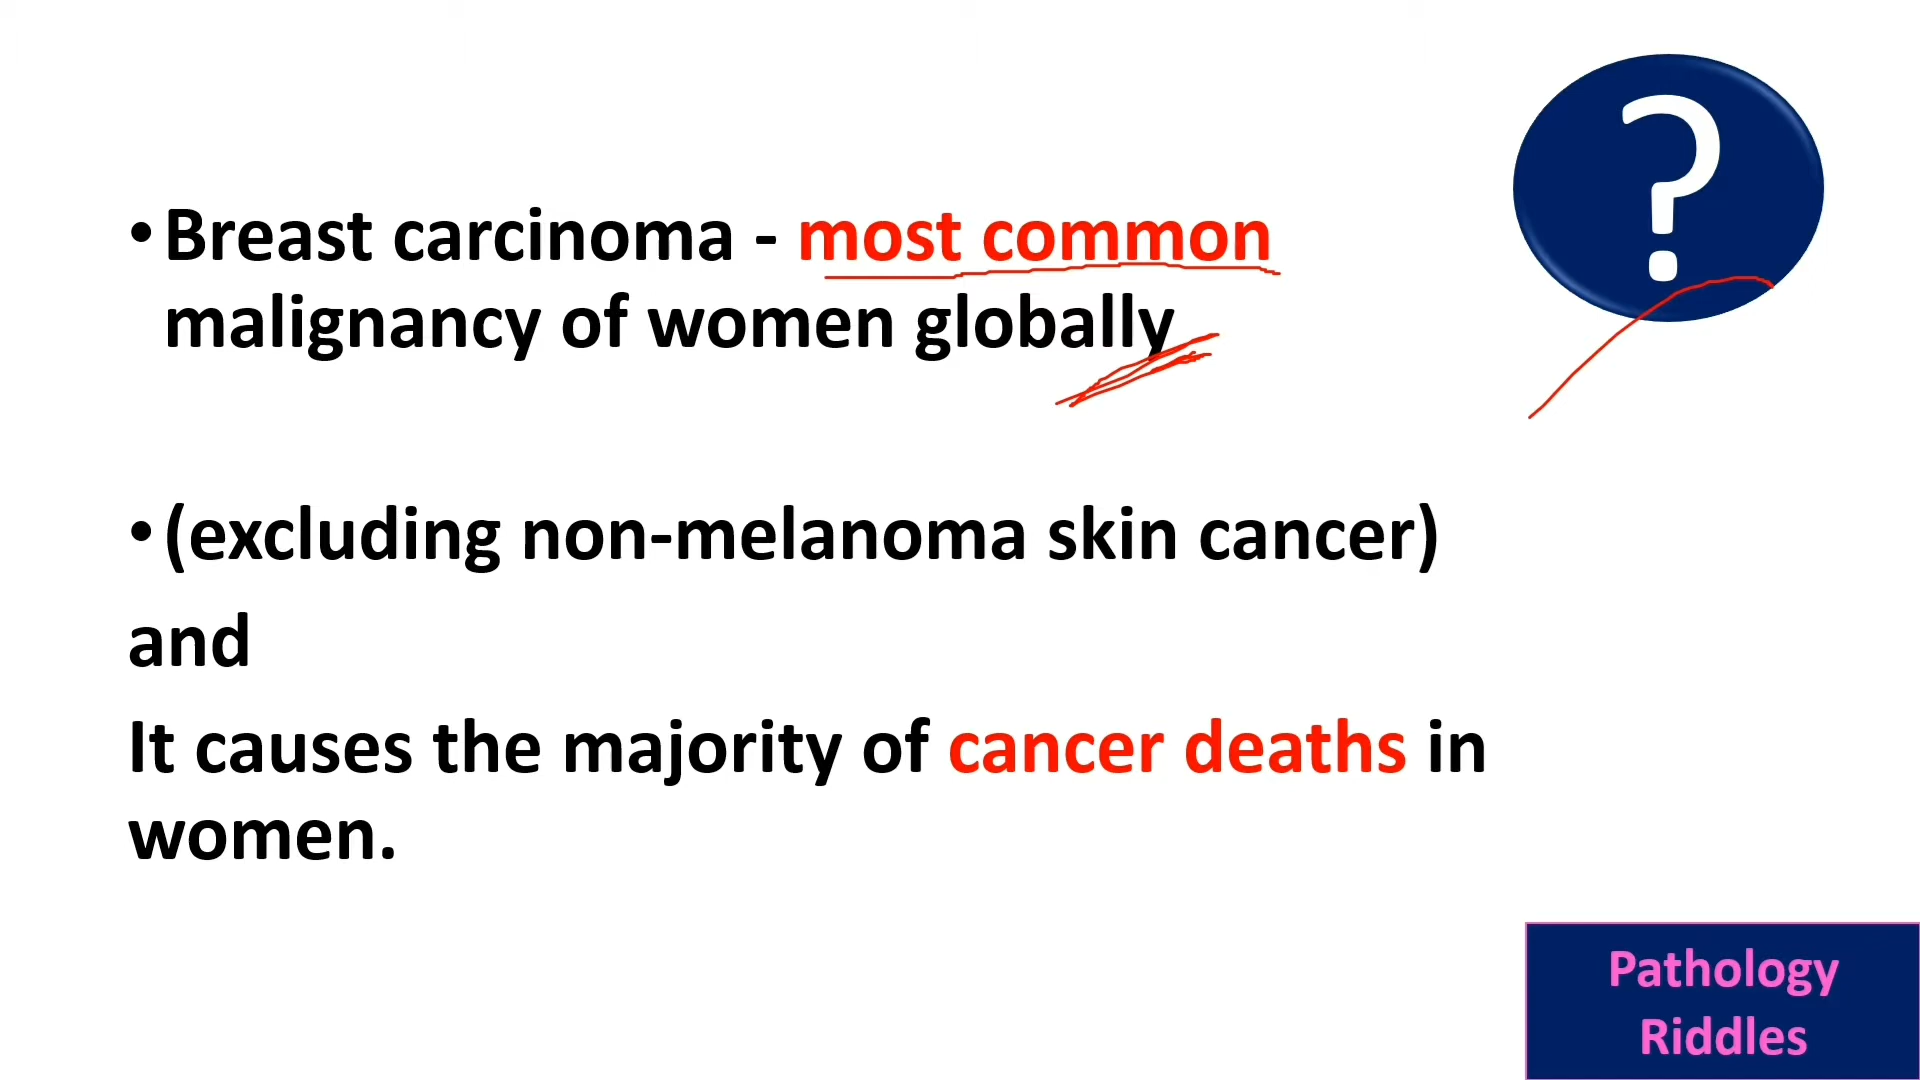 ?
• Breast carcinoma - most common
malignancy of women globally
• (excluding non-melanoma skin cancer)
and
It causes the majority of cancer deaths in
women.
Pathology
Riddles